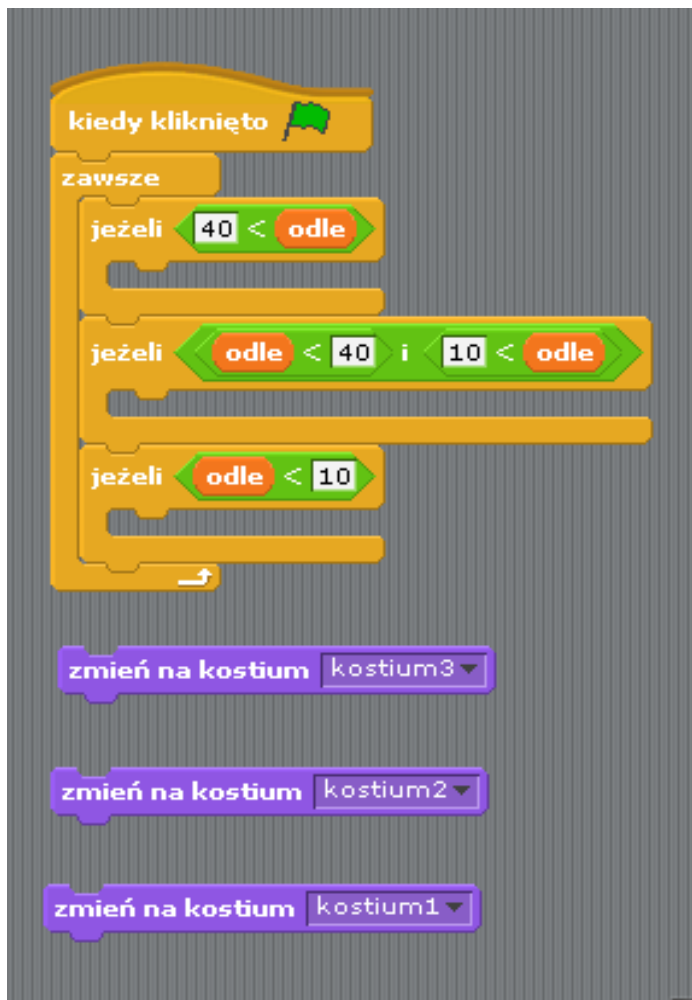 kiedy kliknięto
zawsze
jeżeli 40 < odle
jeżeli odle < 40 i 10 < odle
jeżeli odle < 10
zmień na kostium kostium3
zmień na kostium kostium2
zmień na kostium kostium1